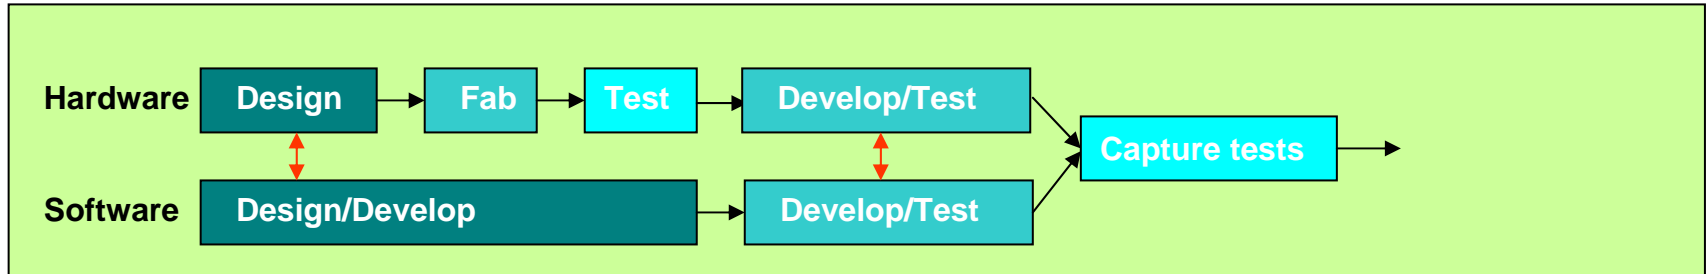 Hardware Design Fab Test Develop/Test
Capture tests
Software Design/Develop Develop/Test